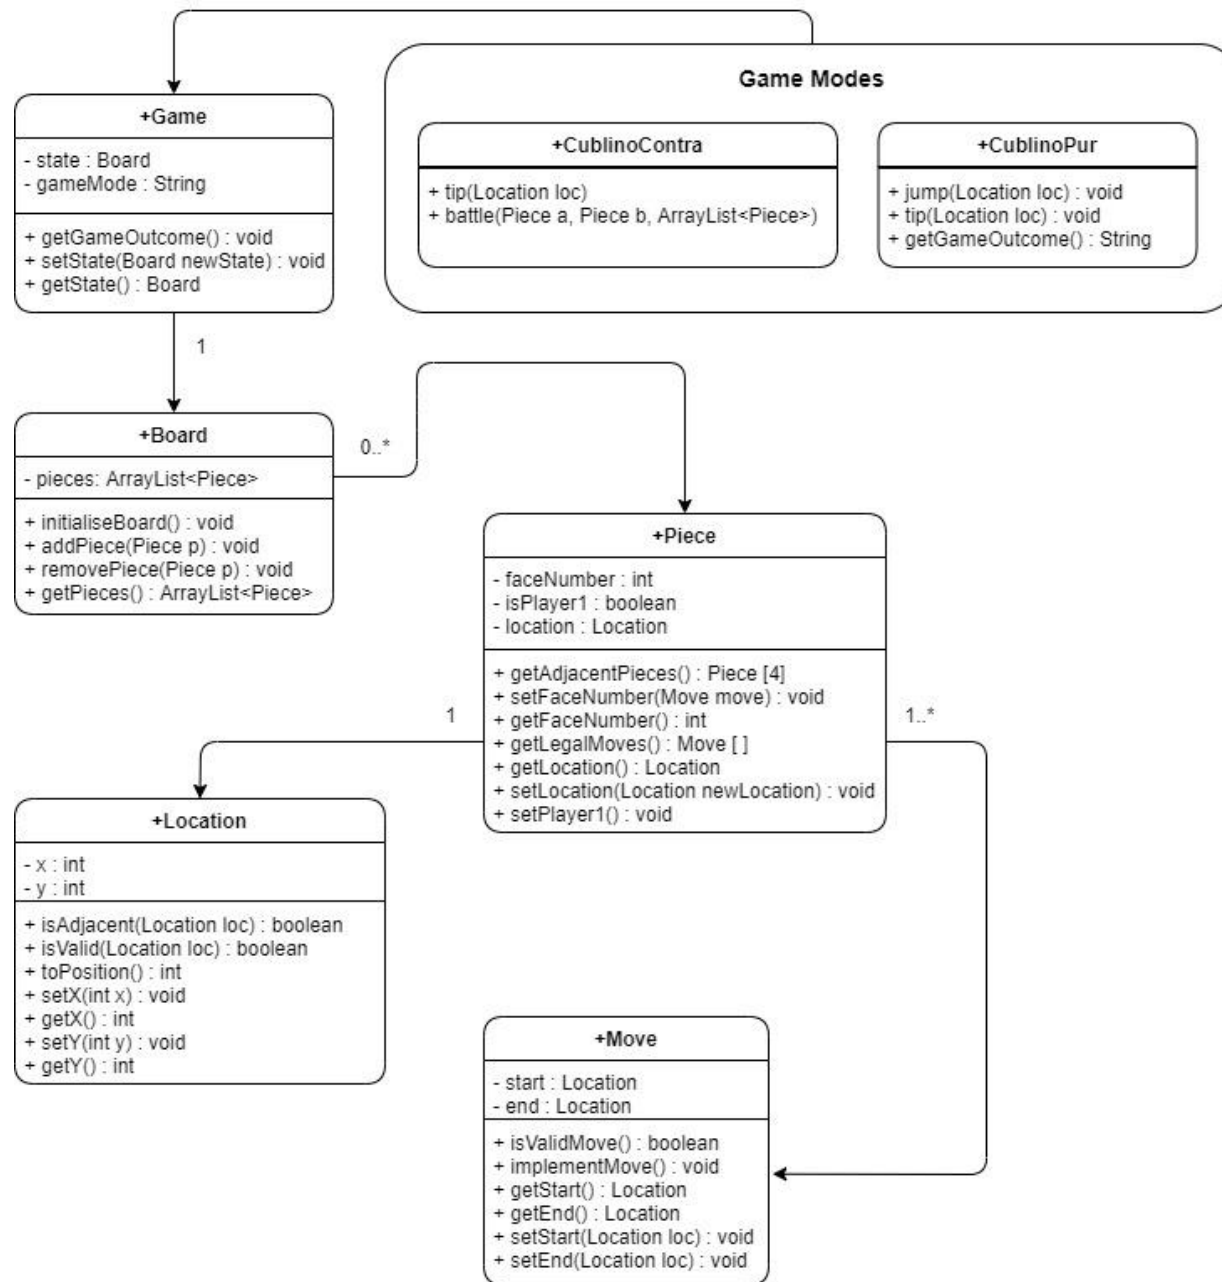 Game Modes
+Game
- state : Board
- gameMode : String
+ getGameOutcome() : void
+ setState(Board newState) : void
+ getState() : Board
+CublinoContra
+ tip(Location loc)
+ battle(Piece a, Piece b, ArrayList<Piece>)
+CublinoPur
+ jump(Location loc) : void
+ tip(Location loc) : void
+ getGameOutcome() : String
1
+Board
- pieces: ArrayList<Piece>
+ initialiseBoard() : void
+ addPiece(Piece p) : void
+ removePiece(Piece p) : void
+ getPieces() : ArrayList<Piece>
0..*
+Piece
- faceNumber : int
- isPlayer1 : boolean
- location : Location
+ getAdjacentPieces() : Piece [4]
+ setFaceNumber(Move move) : void
+ getFaceNumber() : int
+ getLegalMoves() : Move [ ]
+ getLocation() : Location
+ setLocation(Location newLocation) : void
+ setPlayer1() : void
1
1..*
+Location
- x : int
- y : int
+ isAdjacent(Location loc) : boolean
+ isValid(Location loc) : boolean
+ toPosition() : int
+ setX(int x) : void
+ getX() : int
+ setY(int y) : void
+ getY() : int
+Move
- start : Location
- end : Location
+ isValidMove() : boolean
+ implementMove() : void
+ getStart() : Location
+ getEnd() : Location
+ setStart(Location loc) : void
+ setEnd(Location loc) : void